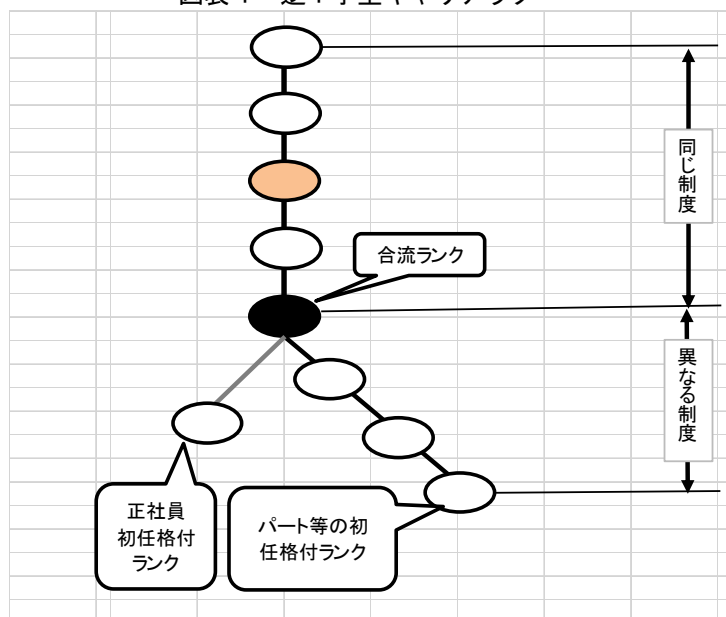 同じ制度
合流ランク
異なる制度
正社員
初任格付
ランク
パート等の初
任格付ランク